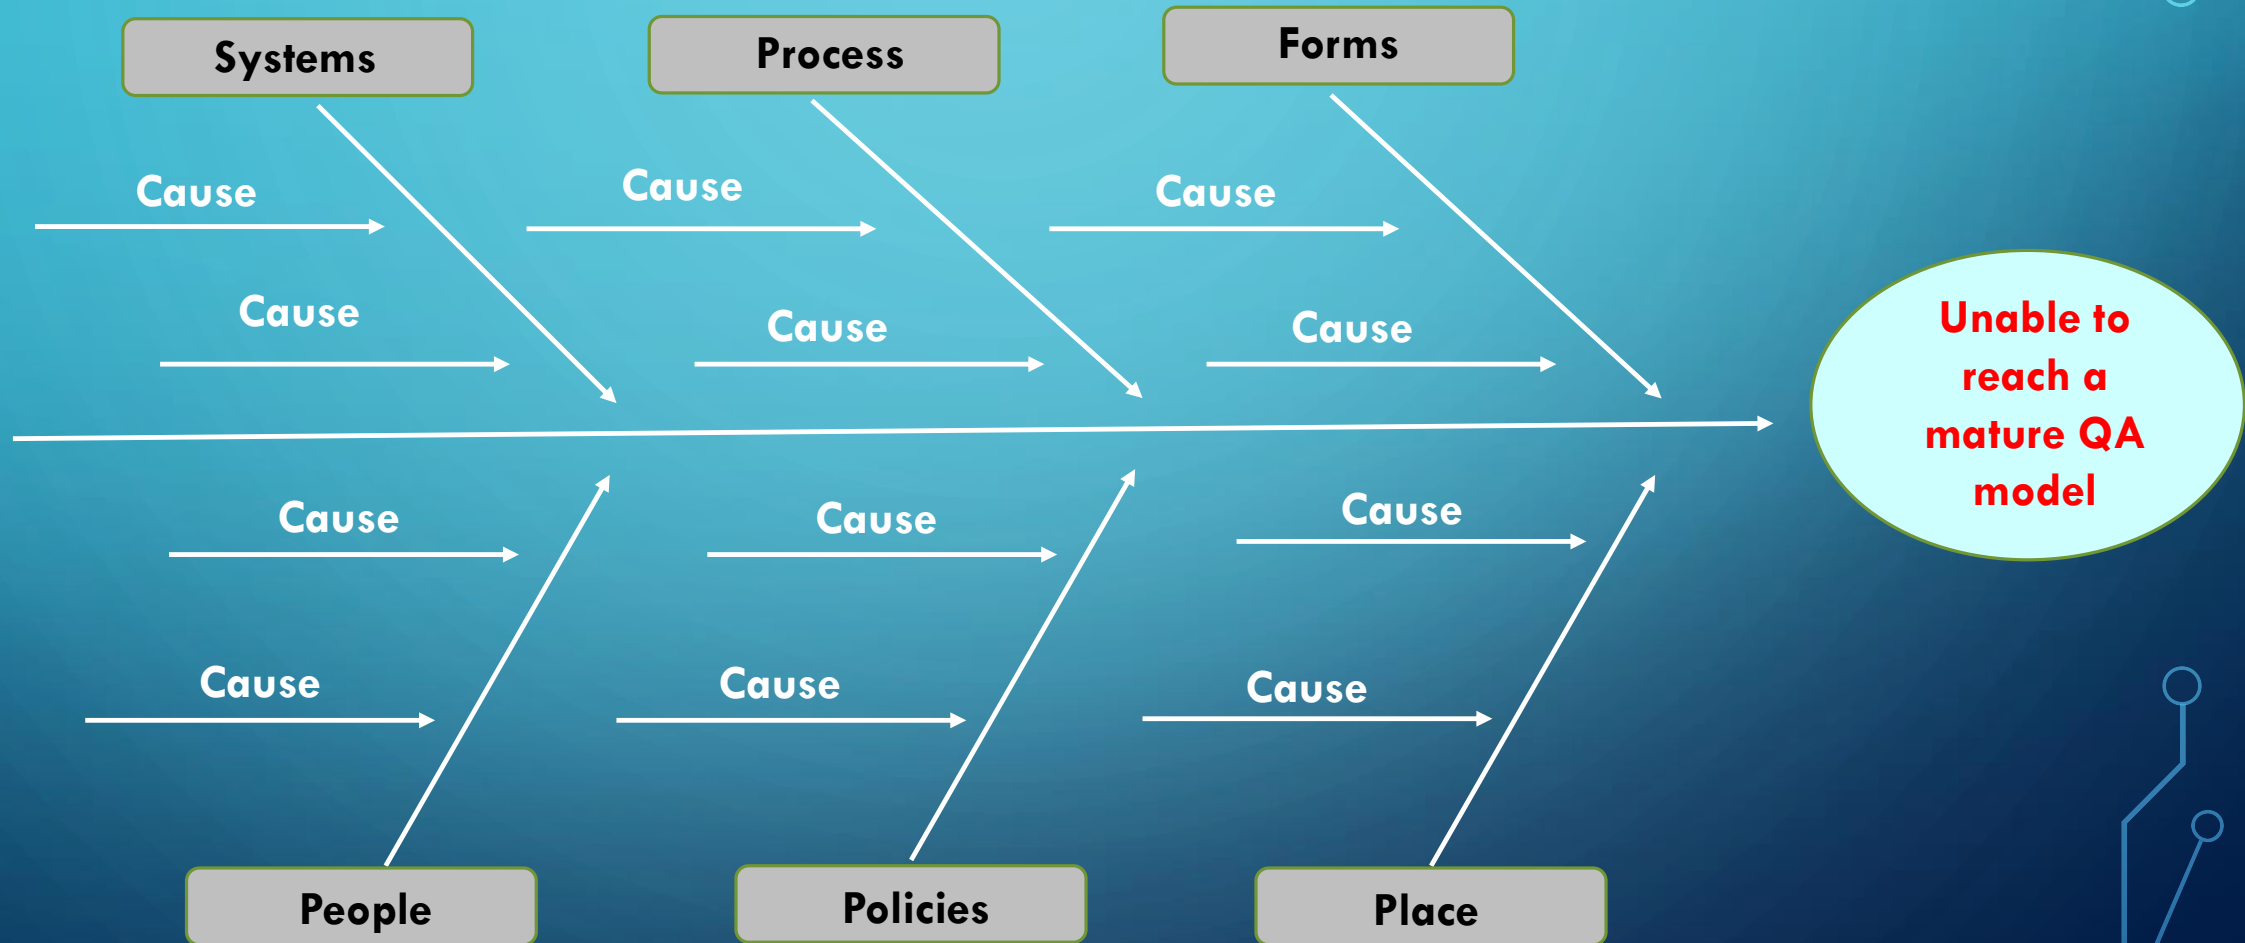 Systems
Process
Forms
Cause
Cause
Cause
Cause
Cause
Cause
Unable to
reach a
mature QA
model
Cause
Cause
Cause
Cause
Cause
Cause
People
Policies
Place